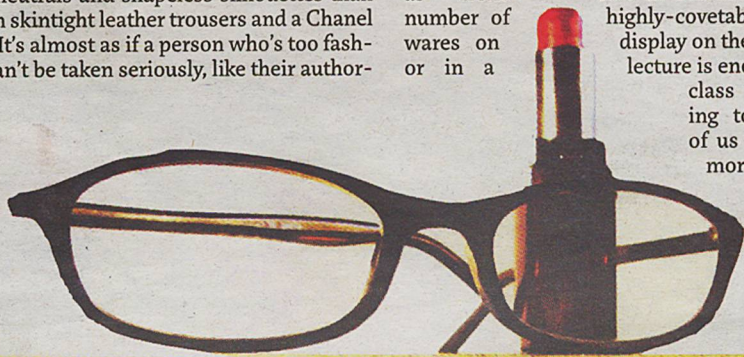 skintight leather trousers and a Chanel
It's almost as if a person who's too fash-
n't be taken seriously, like their author-
number of
wares on
or in a
highly-covetab
display on the
lecture is en
class
ing
of us
mor